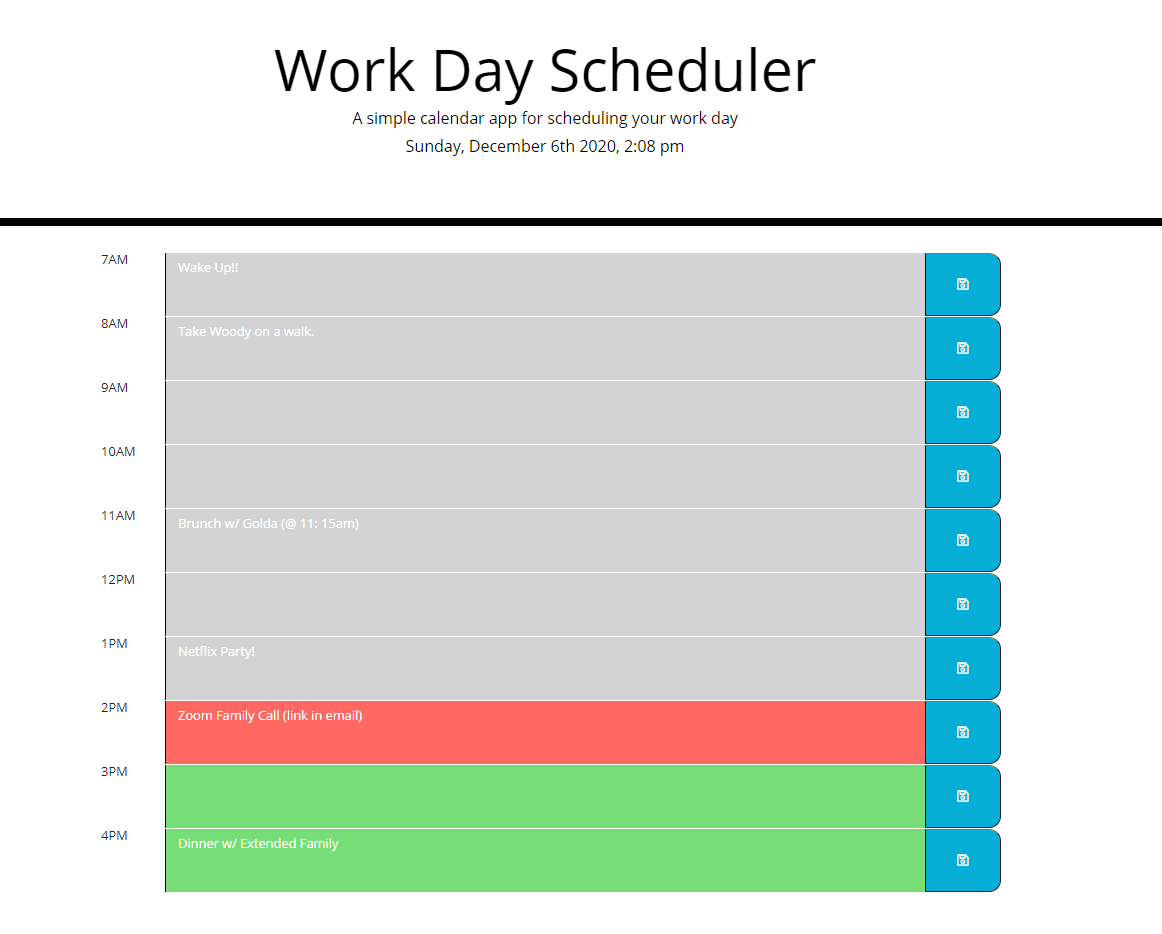 Work Day Scheduler
A simple calendar app for scheduling your work day
Sunday, December 6th 2020, 2:08 pm
7AM
Wake Up!!
8AM
Take Woody on a walk.
9AM
10AM
11AM
Brunch w/ Golda (@ 11: 15am)
12PM
1PM
Netflix Party!
2PM
Zoom Family Call (link in email)
3PM
4PM
Dinner w/ Extended Family